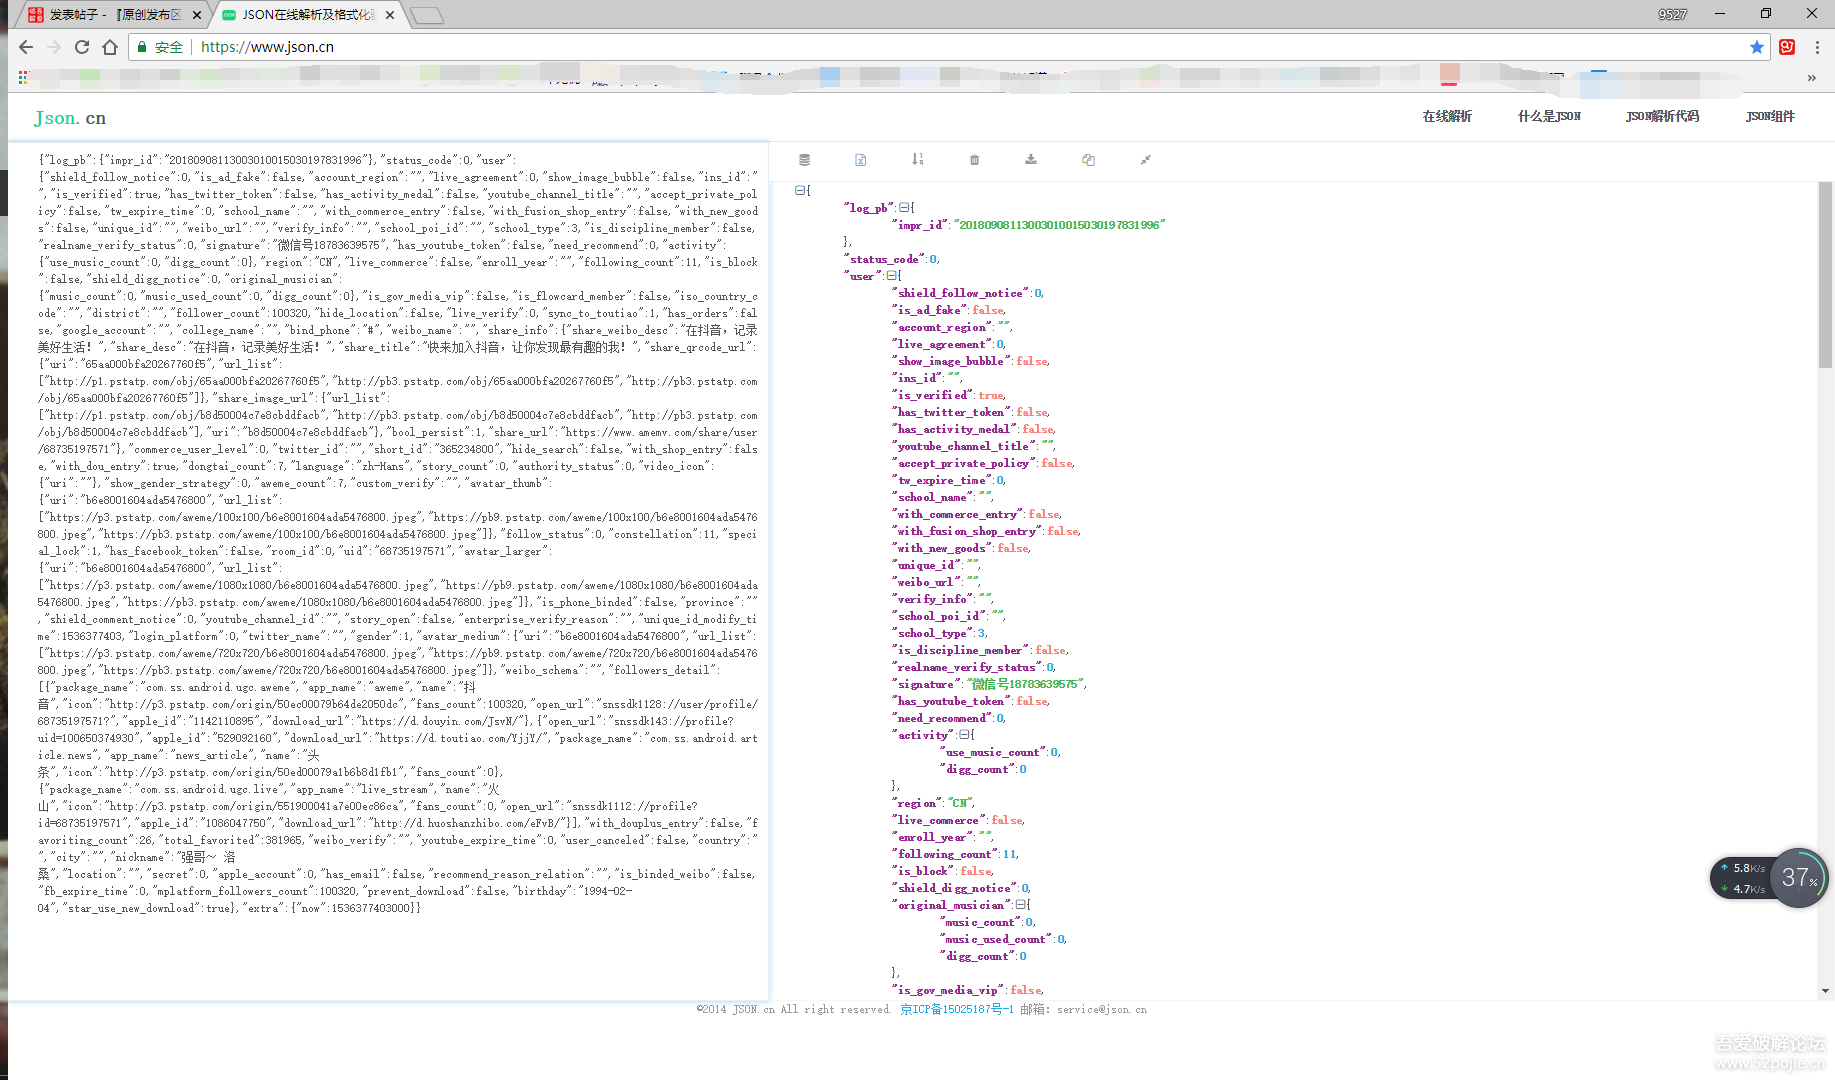 发表帖子 - 『原创发布区
JSON在线解析及格式化验
9527
安全
https://www.json.cn
Json.cn
在线解析
什么是JSON
JSON解析代码
JSON组件
{"log_pb":{"impr_id":"20180908113003010015030197831996"},"status_code":0,"user":
{"shield_follow_notice":0,"is_ad_fake":false,"account_region":"","live_agreement":0,"show_image_bubble":false,"ins_id":"
","is_verified":true,"has_twitter_token":false,"has_activity_medal":false,"youtube_channel_title":"","accept_private_pol
icy":false,"tw_expire_time":0,"school_name":"","with_commerce_entry":false,"with_fusion_shop_entry":false,"with_new_good
s":false,"unique_id":"","weibo_url":"","verify_info":"","school_poi_id":"","school_type":3,"is_discipline_member":false,
"realname_verify_status":0,"signature":"微信号18783639575","has_youtube_token":false,"need_recommend":0,"activity":
{"use_music_count":0,"digg_count":0},"region":"CN","live_commerce":false,"enroll_year":"","following_count":11,"is_block
":false,"shield_digg_notice":0,"original_musician":
{"music_count":0,"music_used_count":0,"digg_count":0},"is_gov_media_vip":false,"is_flowcard_member":false,"iso_country_c
ode":"","district":"","follower_count":100320,"hide_location":false,"live_verify":0,"sync_to_toutiao":1,"has_orders":fal
se,"google_account":"","college_name":"","bind_phone":"#","weibo_name":"","share_info":{"share_weibo_desc":"在抖音，记录
美好生活！","share_desc":"在抖音，记录美好生活！","share_title":"快来加入抖音，让你发现最有趣的我！","share_qrcode_url":
{"uri":"65aa000bfa20267760f5","url_list":
["http://p1.pstatp.com/obj/65aa000bfa20267760f5","http://pb3.pstatp.com/obj/65aa000bfa20267760f5","http://pb3.pstatp.com
/obj/65aa000bfa20267760f5"]},"share_image_url":{"url_list":
["http://p1.pstatp.com/obj/b8d50004c7e8cbddfacb","http://pb3.pstatp.com/obj/b8d50004c7e8cbddfacb","http://pb3.pstatp.com
/obj/b8d50004c7e8cbddfacb"],"uri":"b8d50004c7e8cbddfacb"},"bool_persist":1,"share_url":"https://www.amemv.com/share/user
/68735197571"},"commerce_user_level":0,"twitter_id":"","short_id":"365234800","hide_search":false,"with_shop_entry":fals
e,"with_dou_entry":true,"dongtai_count":7,"language":"zh-Hans","story_count":0,"authority_status":0,"video_icon":
{"uri":""},"show_gender_strategy":0,"aweme_count":7,"custom_verify":"","avatar_thumb":
{"uri":"b6e8001604ada5476800","url_list":
["https://p3.pstatp.com/aweme/100x100/b6e8001604ada5476800.jpeg","https://pb9.pstatp.com/aweme/100x100/b6e8001604ada5476
800.jpeg","https://pb3.pstatp.com/aweme/100x100/b6e8001604ada5476800.jpeg"]},"follow_status":0,"constellation":11,"spec
ial_lock":1,"has_facebook_token":false,"room_id":0,"uid":"68735197571","avatar_larger":
{"uri":"b6e8001604ada5476800","url_list":
["https://p3.pstatp.com/aweme/1080x1080/b6e8001604ada5476800.jpeg","https://pb9.pstatp.com/aweme/1080x1080/b6e8001604ada
5476800.jpeg","https://pb3.pstatp.com/aweme/1080x1080/b6e8001604ada5476800.jpeg"]},"is_phone_binded":false,"province":"
","shield_comment_notice":0,"youtube_channel_id":"","story_open":false,"enterprise_verify_reason":"","unique_id_modify_ti
me":1536377403,"login_platform":0,"twitter_name":"","gender":1,"avatar_medium":{"uri":"b6e8001604ada5476800","url_list":
["https://p3.pstatp.com/aweme/720x720/b6e8001604ada5476800.jpeg","https://pb9.pstatp.com/aweme/720x720/b6e8001604ada5476
800.jpeg","https://pb3.pstatp.com/aweme/720x720/b6e8001604ada5476800.jpeg"]},"weibo_schema":"","followers_detail":
[{"package_name":"com.ss.android.ugc.aweme","app_name":"aweme","name":"抖
音","icon":"http://p3.pstatp.com/origin/50ec00079b64de2050dc","fans_count":100320,"open_url":"snssdk1128://user/profile/
68735197571?","apple_id":"1142110895","download_url":"https://d.douyin.com/JsvN/"},{"open_url":"snssdk143://profile?
uid=100650374930","apple_id":"529092160","download_url":"https://d.toutiao.com/YjjY/","package_name":"com.ss.android.art
icle.news","app_name":"news_article","name":"头
条","icon":"http://p3.pstatp.com/origin/50ed00079a1b6b8d1fb1","fans_count":0},
{"package_name":"com.ss.android.ugc.live","app_name":"live_stream","name":"火
山","icon":"http://p3.pstatp.com/origin/551900041a7e00ec86ca","fans_count":0,"open_url":"snssdk1112://profile?
id=68735197571","apple_id":"1086047750","download_url":"http://d.huoshanzhibo.com/eFvB/"}],"with_douplus_entry":false,"f
avoriting_count":26,"total_favorited":381965,"weibo_verify":"","youtube_expire_time":0,"user_canceled":false,"country":"
","city":"","nickname":"强哥～ 洛
桑","location":"","secret":0,"apple_account":0,"has_email":false,"recommend_reason_relation":"","is_binded_weibo":false,
"fb_expire_time":0,"mplatform_followers_count":100320,"prevent_download":false,"birthday":"1994-02-
04","star_use_new_download":true},"extra":{"now":1536377403000}}
{
"log_pb":{
"impr_id":"20180908113003010015030197831996"
},
"status_code":0,
"user":{
"shield_follow_notice":0,
"is_ad_fake":false,
"account_region":"",
"live_agreement":0,
"show_image_bubble":false,
"ins_id":"",
"is_verified":true,
"has_twitter_token":false,
"has_activity_medal":false,
"youtube_channel_title":"",
"accept_private_policy":false,
"tw_expire_time":0,
"school_name":"",
"with_commerce_entry":false,
"with_fusion_shop_entry":false,
"with_new_goods":false,
"unique_id":"",
"weibo_url":"",
"verify_info":"",
"school_poi_id":"",
"school_type":3,
"is_discipline_member":false,
"realname_verify_status":0,
"signature":"微信号18783639575",
"has_youtube_token":false,
"need_recommend":0,
"activity":{
"use_music_count":0,
"digg_count":0
},
"region":"CN",
"live_commerce":false,
"enroll_year":"",
"following_count":11,
"is_block":false,
"shield_digg_notice":0,
"original_musician":{
"music_count":0,
"music_used_count":0,
"digg_count":0
},
"is_gov_media_vip":false,
5.8K/s
4.7K/s
37%
©2014 JSON.cn All right reserved. 京ICP备15025187号-1 邮箱: service@json.cn
吾爱破解论坛
www.52pojie.cn